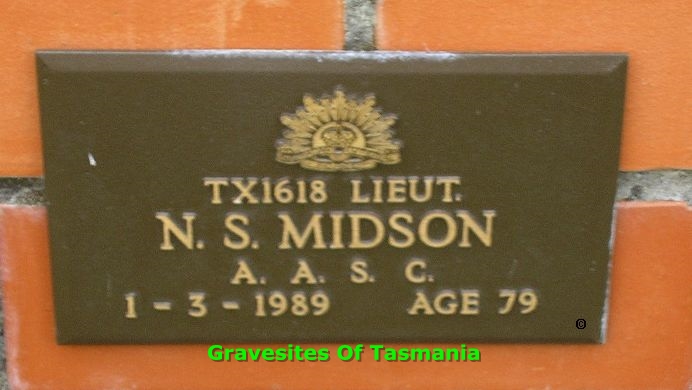 TX1618 LIEUT.
N. S. MIDSON
A. A. S. C.
1 - 3 - 1989 AGE 79
©
Gravesites Of Tasmania